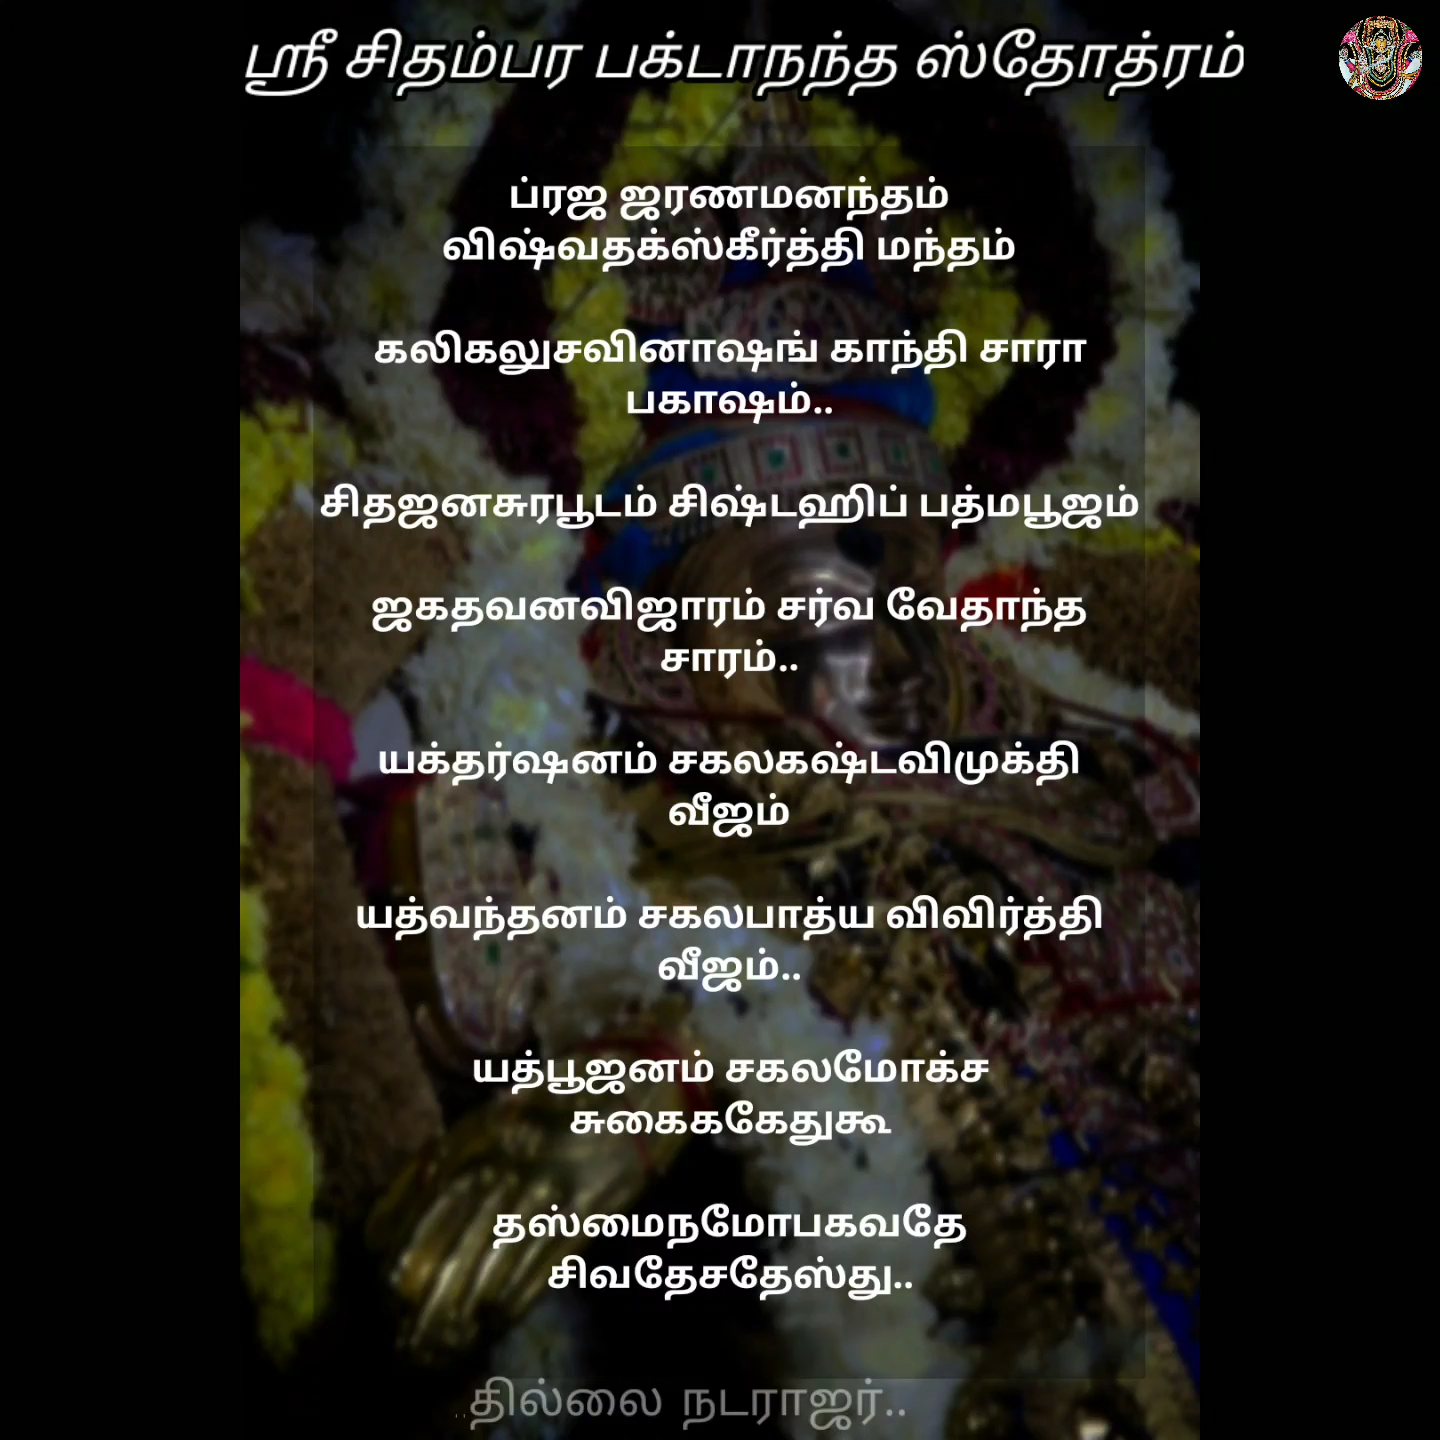 ஸ்ரீ சிதம்பர பக்டாநந்த ஸ்தோத்ரம்
ப்ரஜ ஜரணமனந்தம்
விஷ்வதக்ஸ்கீர்த்தி மந்தம்
கலிகலுசவினாஷங் காந்தி சாரா
பகாஷம்..
சிதஜனசுரபூடம் சிஷ்டஹிப் பத்மபூஜம்
ஜகதவனவிஜாரம் சர்வ வேதாந்த
சாரம்..
யக்தர்ஷனம் சகலகஷ்டவிமுக்தி
வீஜம்
யத்வந்தனம் சகலபாத்ய விவிர்த்தி
வீஜம்..
யத்பூஜனம் சகலமோக்ச
சுகைககேதுகூ
தஸ்மைநமோபகவதே
சிவதேசதேஸ்து..
..தில்லை நடராஜர்..